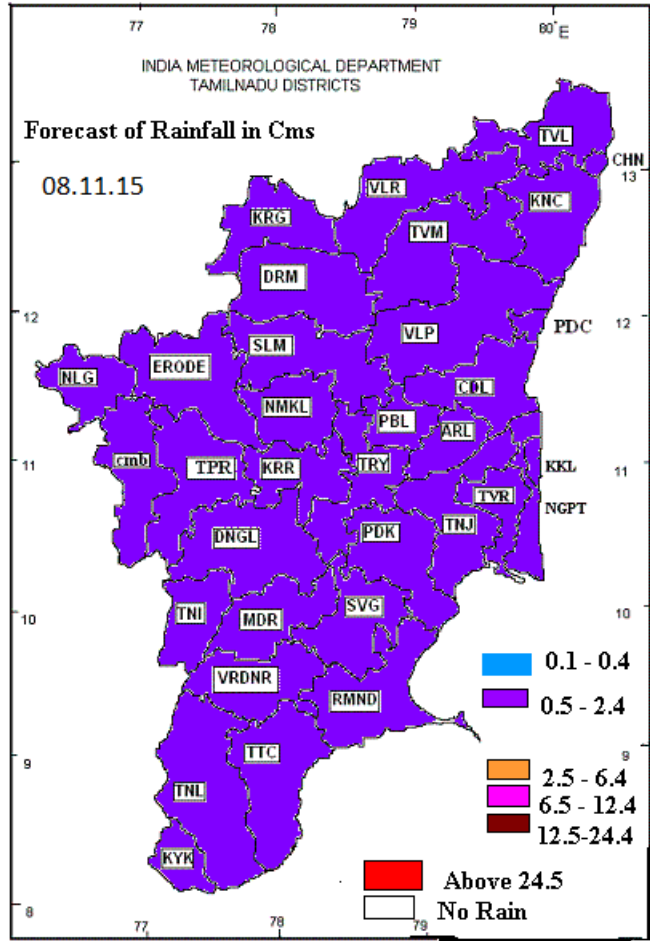 77 78 79 80° E
INDIA METEOROLOGICAL DEPARTMENT
TAMILNADU DISTRICTS
Forecast of Rainfall in Cms
TVL
CHN
13
08.11.15
VLR
KNC
KRG
TVM
DRM
12
12
PDC
VLP
SLM
ERODE
NLG
CDL
NMKL
PBL
ARL
11
cmb
TPR
KRR
TRY
11
KKL
TVR
NGPT
TNJ
DNGL
PDK
10
TNI
MDR
SVG
10
0.1 - 0.4
VRDNR
RMND
0.5 - 2.4
9
TTC
9
2.5 - 6.4
TNL
6.5 - 12.4
12.5-24.4
KYK
Above 24.5
8
No Rain
77 78 79